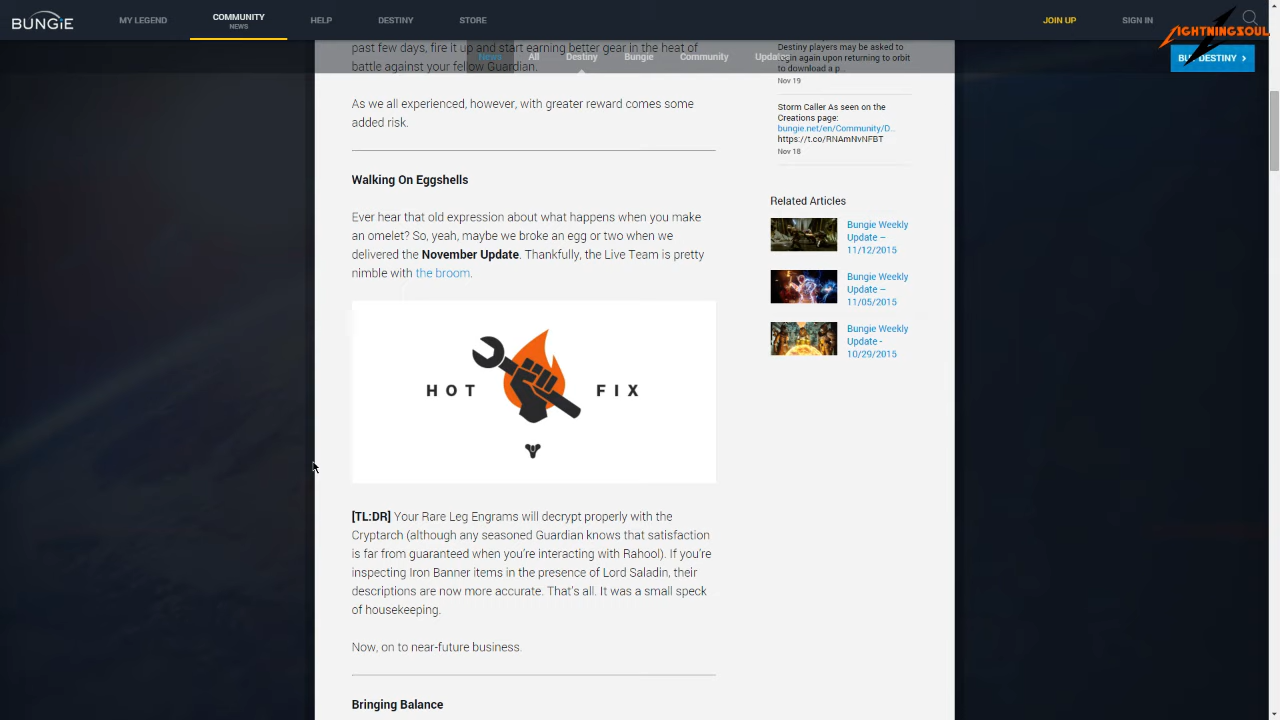 BUNGIE
MY LEGEND
COMMUNITY
NEWS
HELP
DESTINY
STORE
JOIN UP
SIGN IN
LIGHTNINGSOUL
News
All
Destiny
Bungie
Community
Updates
DESTINY
past few days, fire it up and start earning better gear in the heat of
battle against your fellow Guardian.
As we all experienced, however, with greater reward comes some
added risk.
Walking On Eggshells
Ever hear that old expression about what happens when you make
an omelet? So, yeah, maybe we broke an egg or two when we
delivered the November Update. Thankfully, the Live Team is pretty
nimble with the broom.
HOT FIX
[TL:DR] Your Rare Leg Engrams will decrypt properly with the
Cryptarch (although any seasoned Guardian knows that satisfaction
is far from guaranteed when you're interacting with Rahool). If you're
inspecting Iron Banner items in the presence of Lord Saladin, their
descriptions are now more accurate. That's all. It was a small speck
of housekeeping.
Now, on to near-future business.
Bringing Balance
Destiny players may be asked to
login again upon returning to orbit
to download a p...
Nov 19
Storm Caller As seen on the
Creations page:
bungie.net/en/Community/D...
https://t.co/RNAmNvNFBT
Nov 18
Related Articles
Bungie Weekly
Update –
11/12/2015
Bungie Weekly
Update –
11/05/2015
Bungie Weekly
Update -
10/29/2015